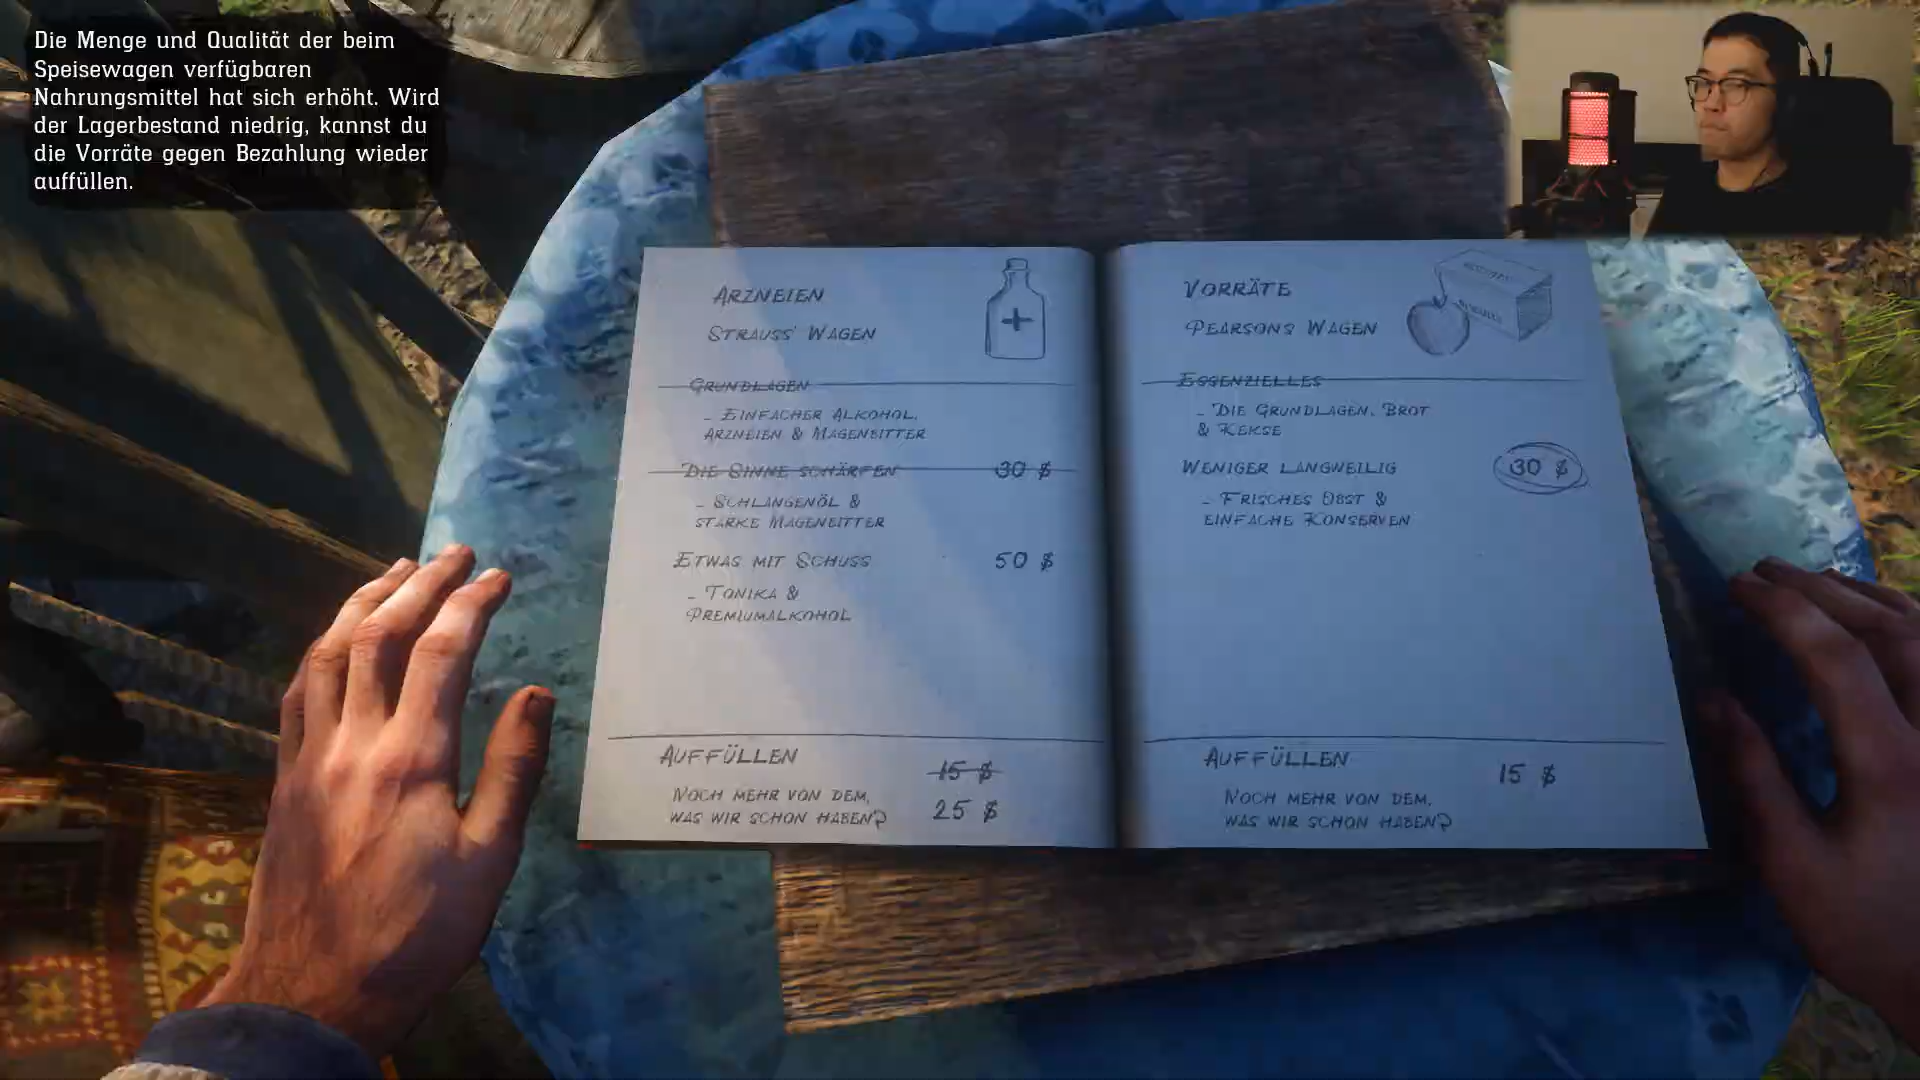 Die Menge und Qualität der beim
Speisewagen verfügbaren
Nahrungsmittel hat sich erhöht. Wird
der Lagerbestand niedrig, kannst du
die Vorräte gegen Bezahlung wieder
auffüllen.
ARZNEIEN
STRAUSS' WAGEN
GRUNDLAGEN
- EINFACHER ALKOHOL,
ARZNEIEN & MAGENBITTER
DIE SINNE SCHÄRFEN 30 $
- SCHLANGENÖL &
STARKE MAGENBITTER
ETWAS MIT SCHUSS 50 $
- TONIKA &
PREMIUMALKOHOL
AUFFÜLLEN 15 $
NOCH MEHR VON DEM,
WAS WIR SCHON HABEN? 25 $
VORRÄTE
PEARSONS WAGEN
ESSENZIELLES
- DIE GRUNDLAGEN. BROT
& KEKSE
WENIGER LANGWEILIG 30 $
- FRISCHES OBST &
EINFACHE KONSERVEN
AUFFÜLLEN 15 $
NOCH MEHR VON DEM,
WAS WIR SCHON HABEN?